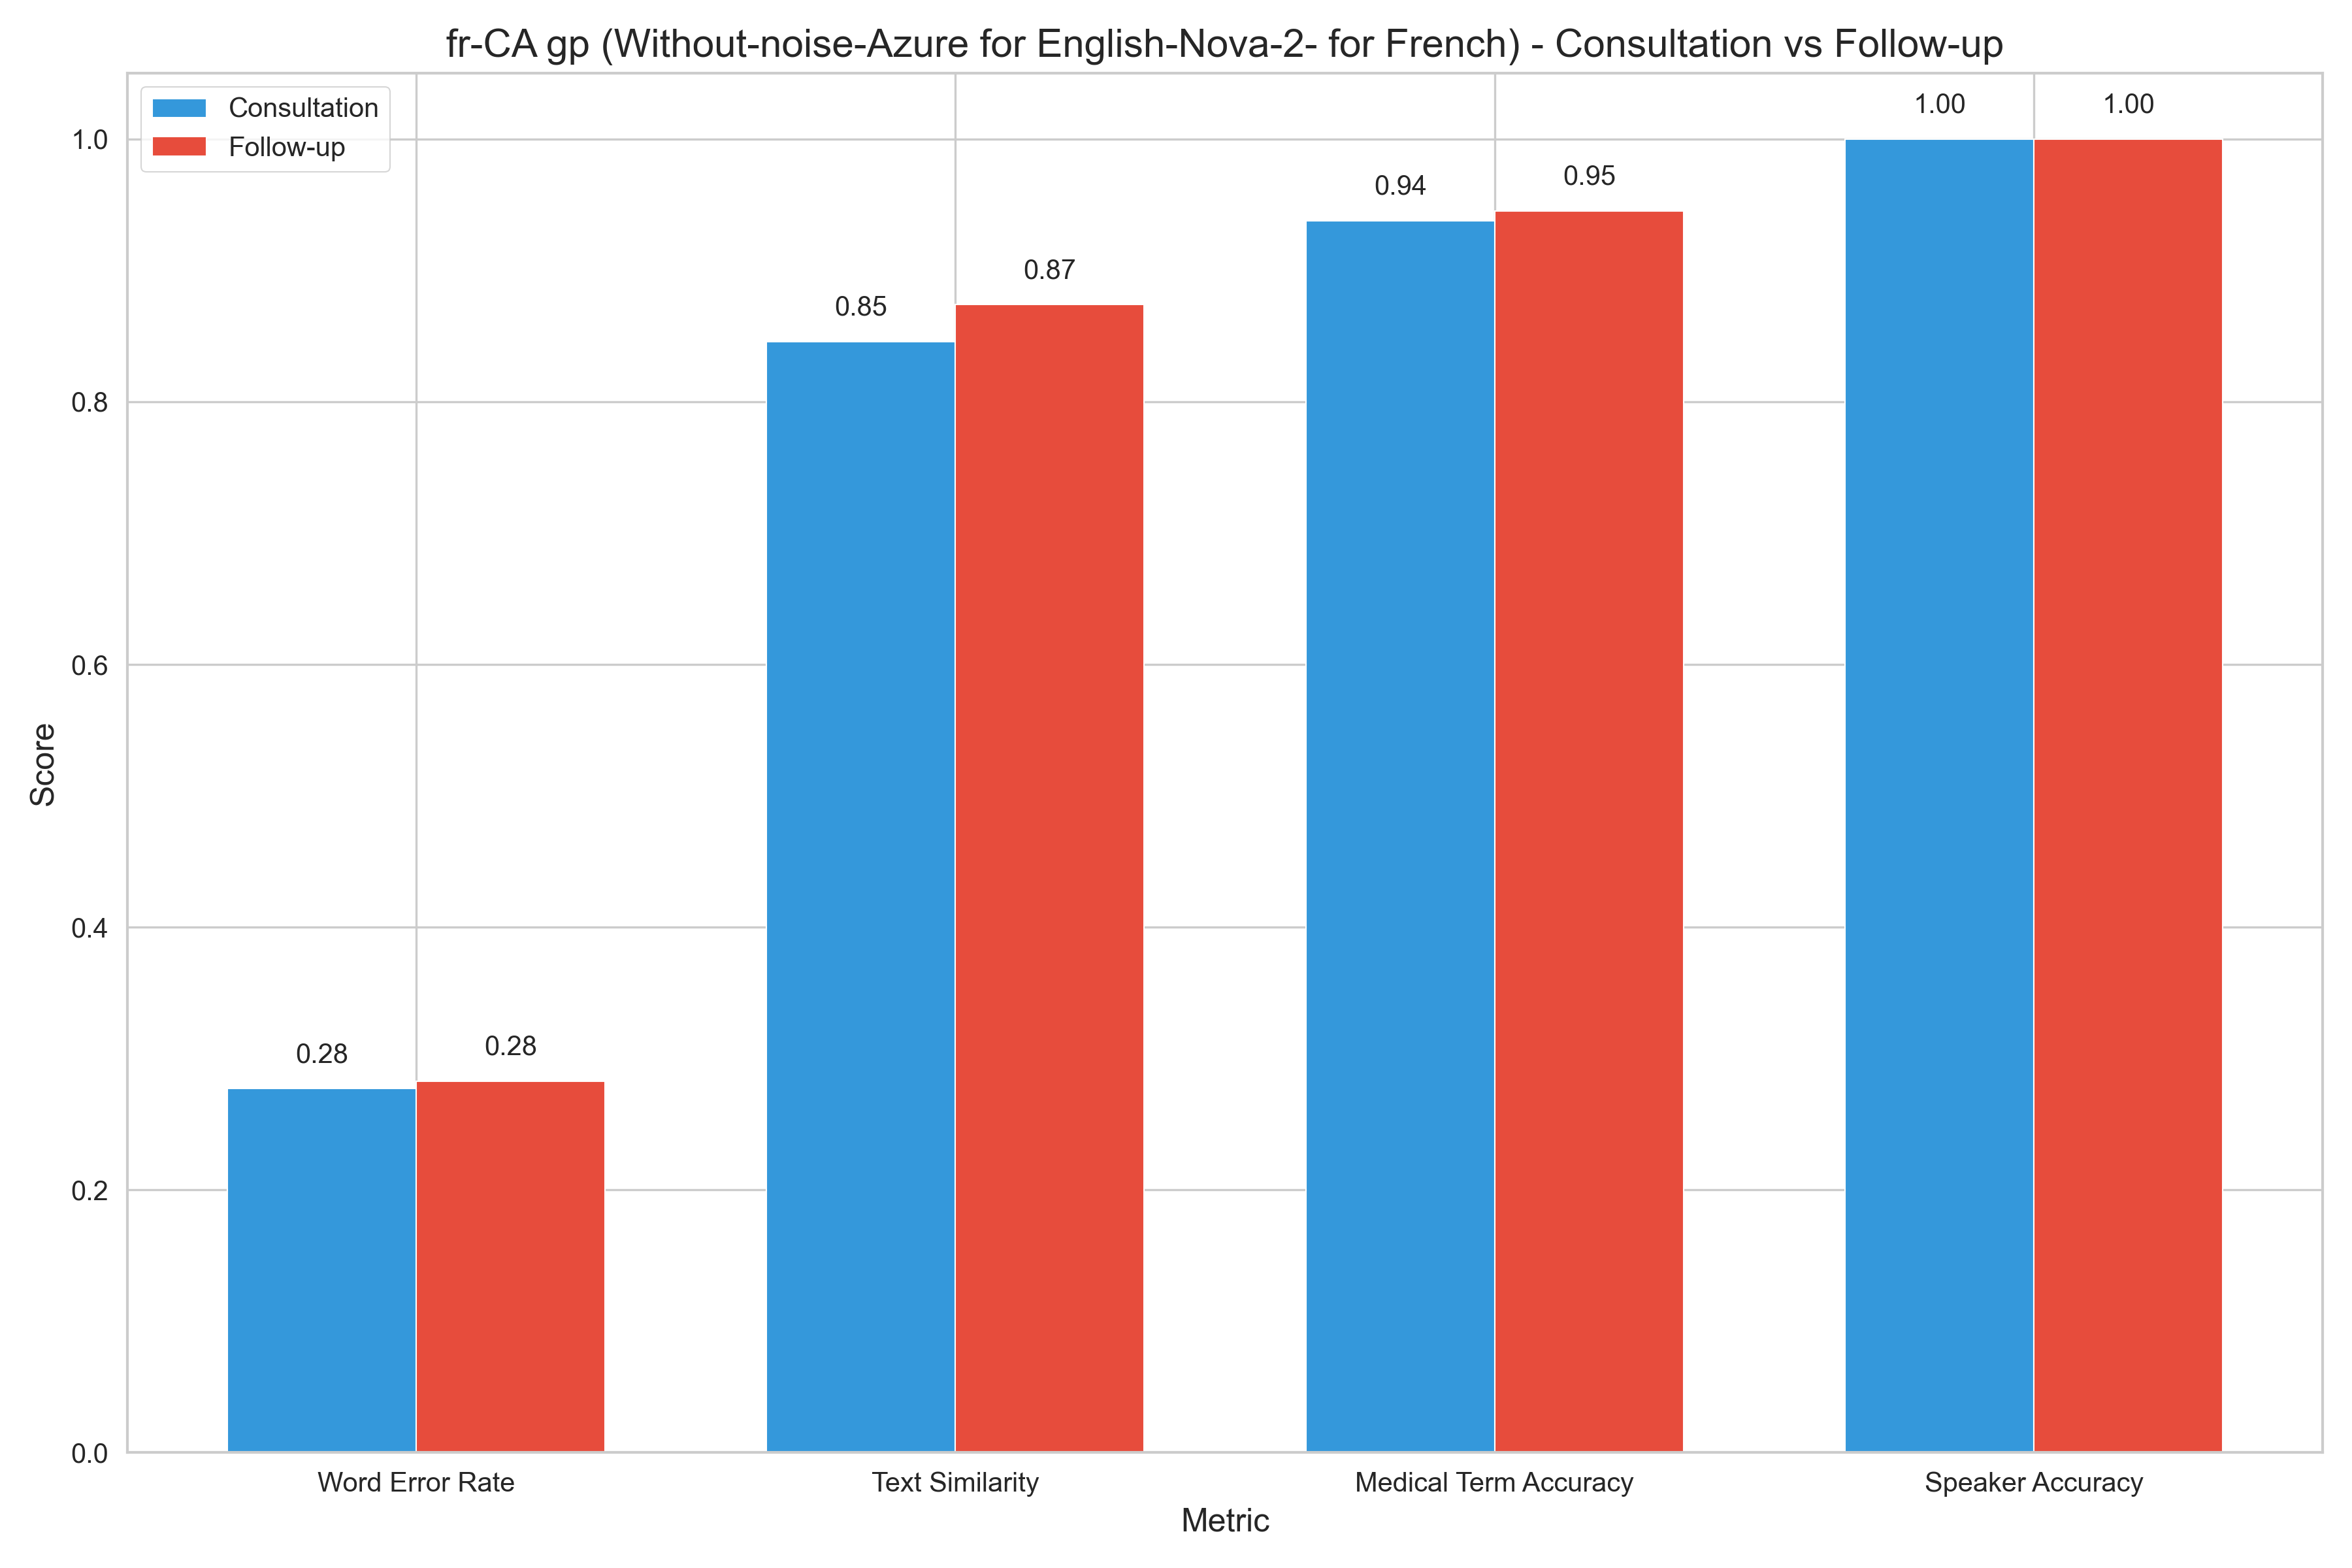 fr-CA gp (Without-noise-Azure for English-Nova-2- for French) - Consultation vs Follow-up
Consultation
Follow-up
1.0
0.8
0.6
0.4
0.2
0.0
Score
0.28
0.28
0.85
0.87
0.94
0.95
1.00
1.00
Word Error Rate
Text Similarity
Medical Term Accuracy
Speaker Accuracy
Metric